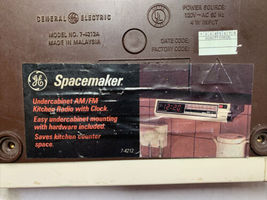 GENERAL ELECTRIC
MODEL NO. 7-4212A
MADE IN MALAYSIA
POWER SOURCE:
120V~AC 60 Hz
4 W INPUT
DATE CODE:
FACTORY CODE:
GE Spacemaker
Undercabinet AM/FM
Kitchen Radio with Clock.
Easy undercabinet mounting
with hardware included.
Saves kitchen counter
space.
7-4212